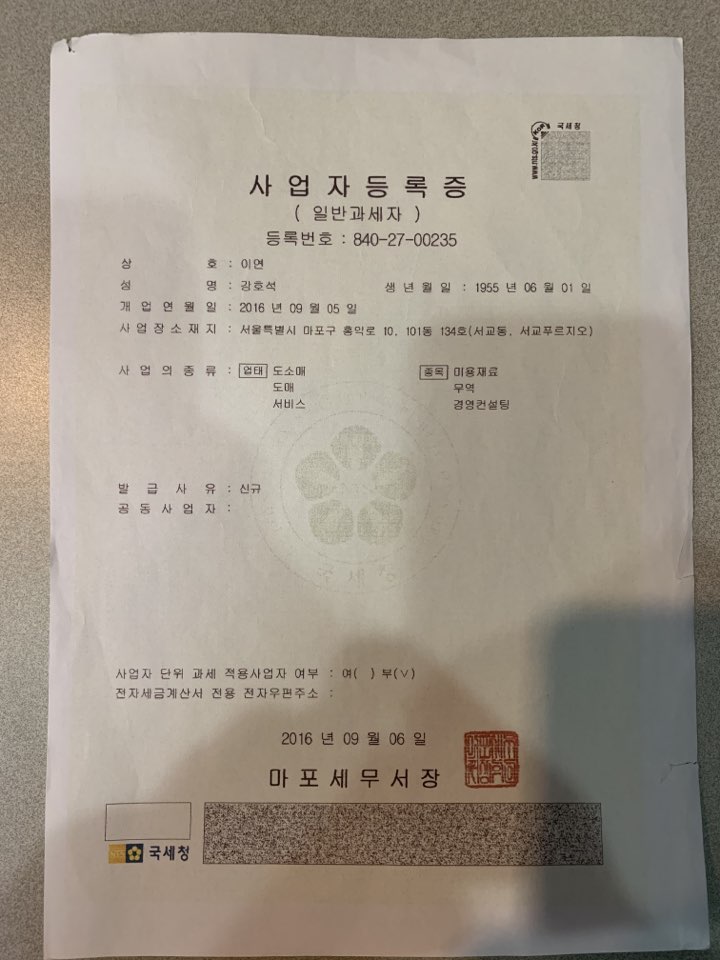 국세청
www.nts.go.kr
사업자등록증
( 일반과세자 )
등록번호 : 840-27-00235
상 호 : 이연
성 명 : 강호석 생년월일 : 1955 년 06 월 01 일
개업연월일 : 2016 년 09 월 05 일
사업장소재지 : 서울특별시 마포구 홍익로 10, 101동 134호(서교동, 서교푸르지오)
사업의종류 : 업태 도소매 종목 미용재료
도매 무역
서비스 경영컨설팅
발급사유 : 신규
공동사업자 :
사업자 단위 과세 적용사업자 여부 : 여( ) 부(∨)
전자세금계산서 전용 전자우편주소 :
2016 년 09 월 06 일
마포세무서장
NTS 국세청